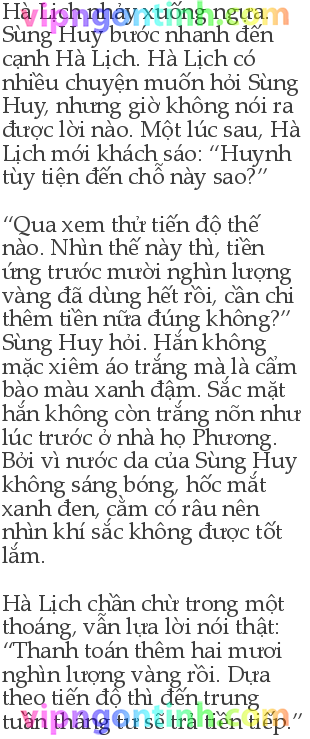 Hà Lịch nhảy xuống ngựa.
vipngontinh.com
Sùng Huy bước nhanh đến
cạnh Hà Lịch. Hà Lịch có
nhiều chuyện muốn hỏi Sùng
Huy, nhưng giờ không nói ra
được lời nào. Một lúc sau, Hà
Lịch mới khách sáo: “Huynh
tùy tiện đến chỗ này sao?”
“Qua xem thử tiến độ thế
nào. Nhìn thế này thì, tiền
ứng trước mười nghìn lượng
vàng đã dùng hết rồi, cần chi
thêm tiền nữa đúng không?”
Sùng Huy hỏi. Hắn không
mặc xiêm áo trắng mà là cẩm
bào màu xanh đậm. Sắc mặt
hắn không còn trắng nõn như
lúc trước ở nhà họ Phương.
Bởi vì nước da của Sùng Huy
không sáng bóng, hốc mắt
xanh đen, cằm có râu nên
nhìn khí sắc không được tốt
lắm.
Hà Lịch chần chừ trong một
thoáng, vẫn lựa lời nói thật:
“Thanh toán thêm hai mươi
nghìn lượng vàng rồi. Dựa
theo tiến độ thì đến trung
tuần tháng tư sẽ trả tiền tiếp.”
vipngontinh.com